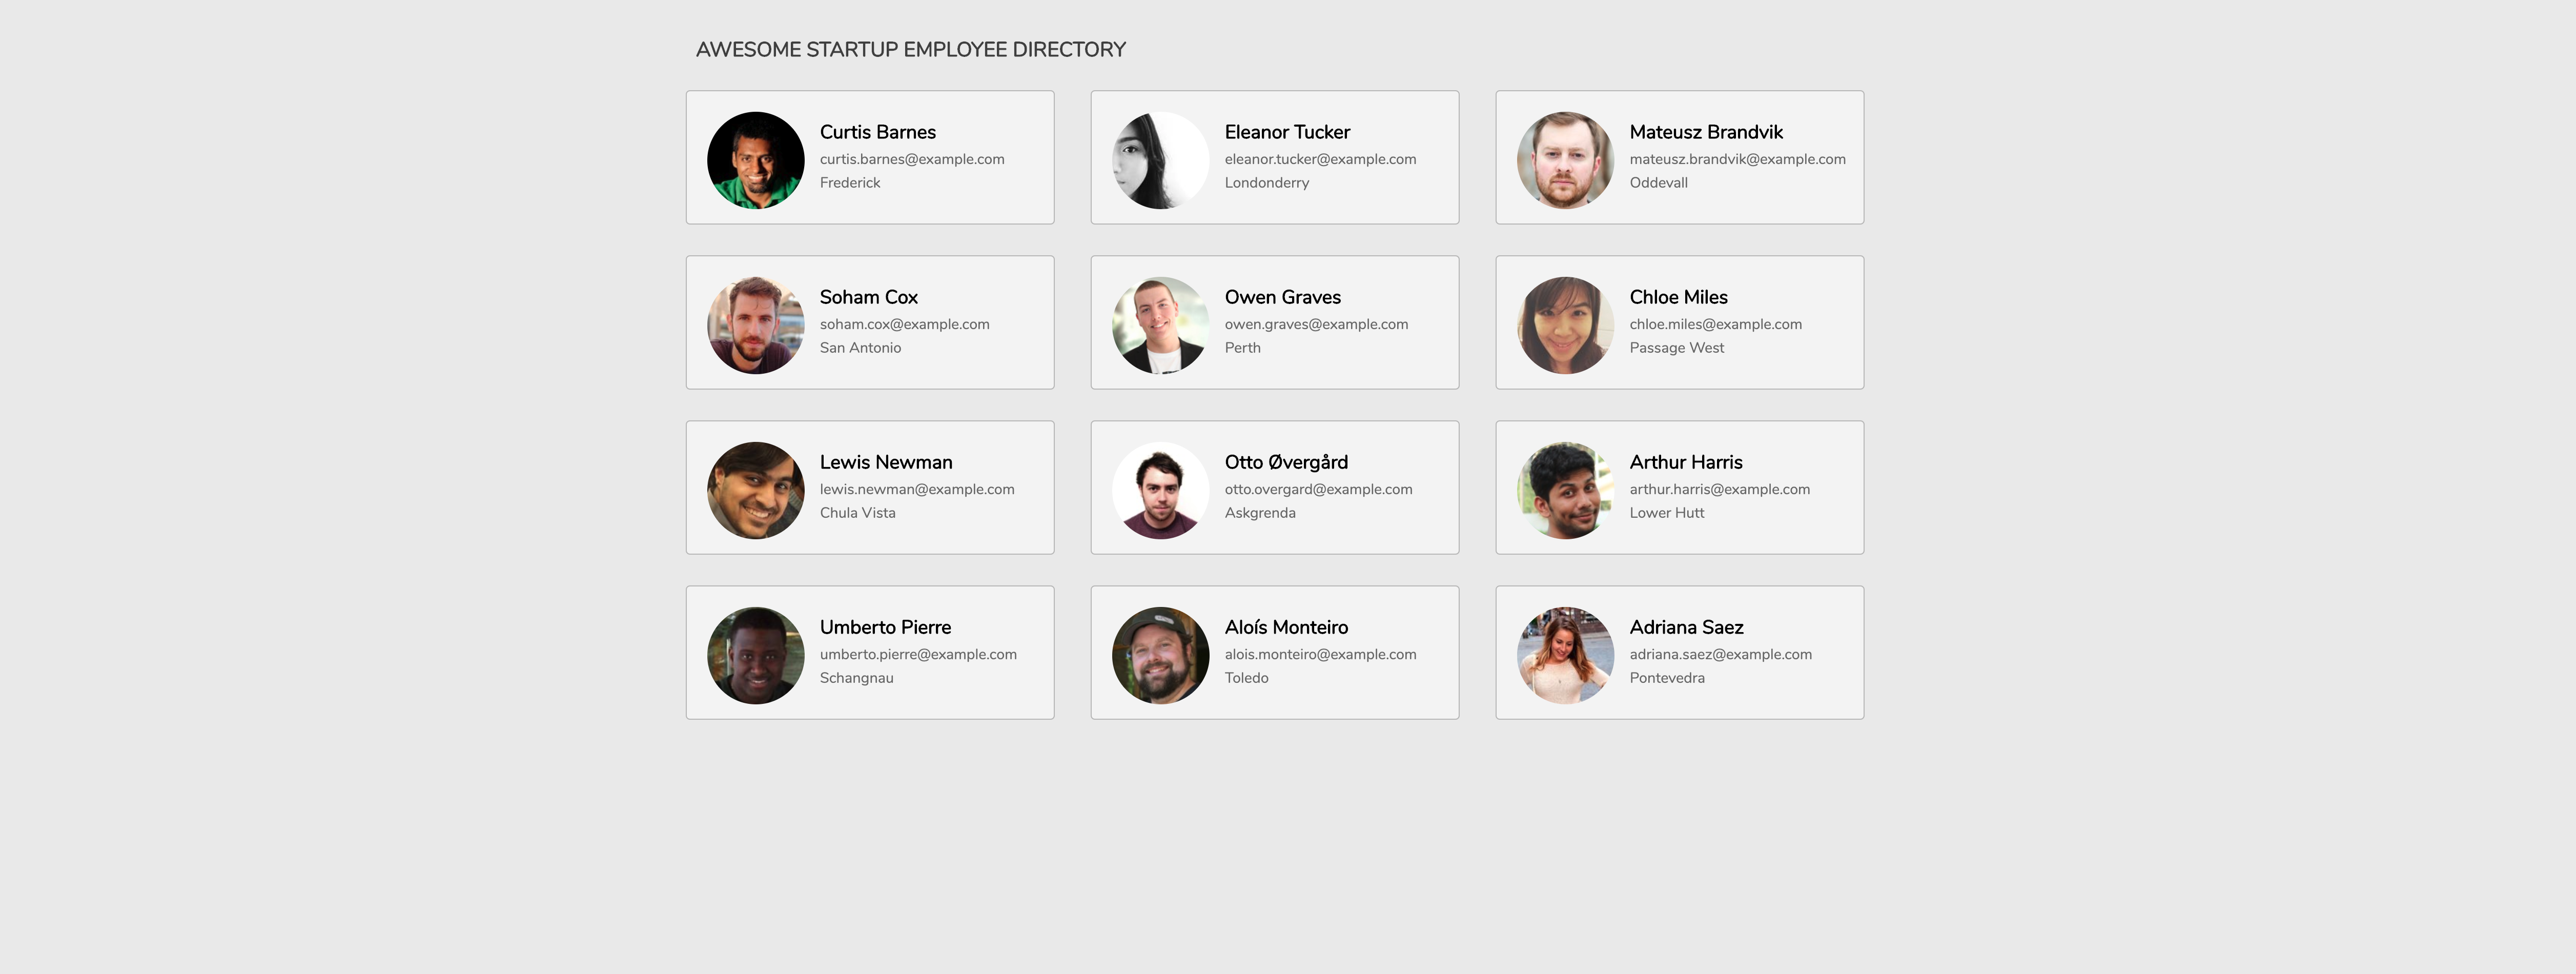 AWESOME STARTUP EMPLOYEE DIRECTORY
Curtis Barnes
curtis.barnes@example.com
Frederick
Eleanor Tucker
eleanor.tucker@example.com
Londonderry
Mateusz Brandvik
mateusz.brandvik@example.com
Oddevall
Soham Cox
soham.cox@example.com
San Antonio
Owen Graves
owen.graves@example.com
Perth
Chloe Miles
chloe.miles@example.com
Passage West
Lewis Newman
lewis.newman@example.com
Chula Vista
Otto Øvergård
otto.overgard@example.com
Askgrenda
Arthur Harris
arthur.harris@example.com
Lower Hutt
Umberto Pierre
umberto.pierre@example.com
Schangnau
Aloís Monteiro
alois.monteiro@example.com
Toledo
Adriana Saez
adriana.saez@example.com
Pontevedra